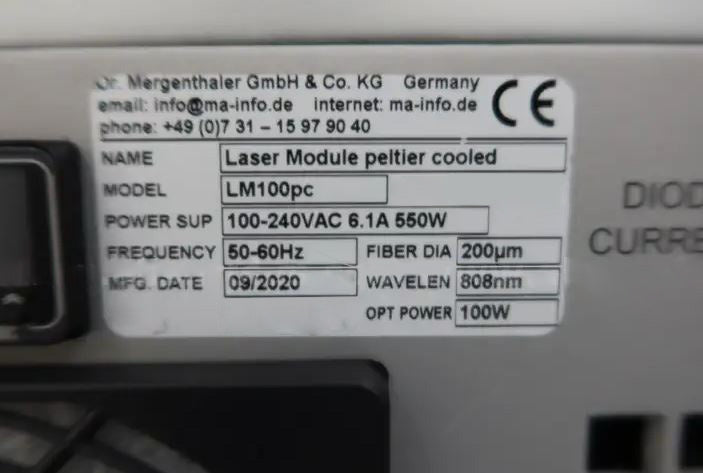 Dr. Mergenthaler GmbH & Co. KG Germany
email: info@ma-info.de internet: ma-info.de
phone: +49 (0)7 31 – 15 97 90 40
CE
NAME Laser Module peltier cooled
MODEL LM100pc
POWER SUP 100-240VAC 6.1A 550W
FREQUENCY 50-60Hz FIBER DIA 200µm
MFG. DATE 09/2020 WAVELEN 808nm
OPT POWER 100W
DIOD
CURRE